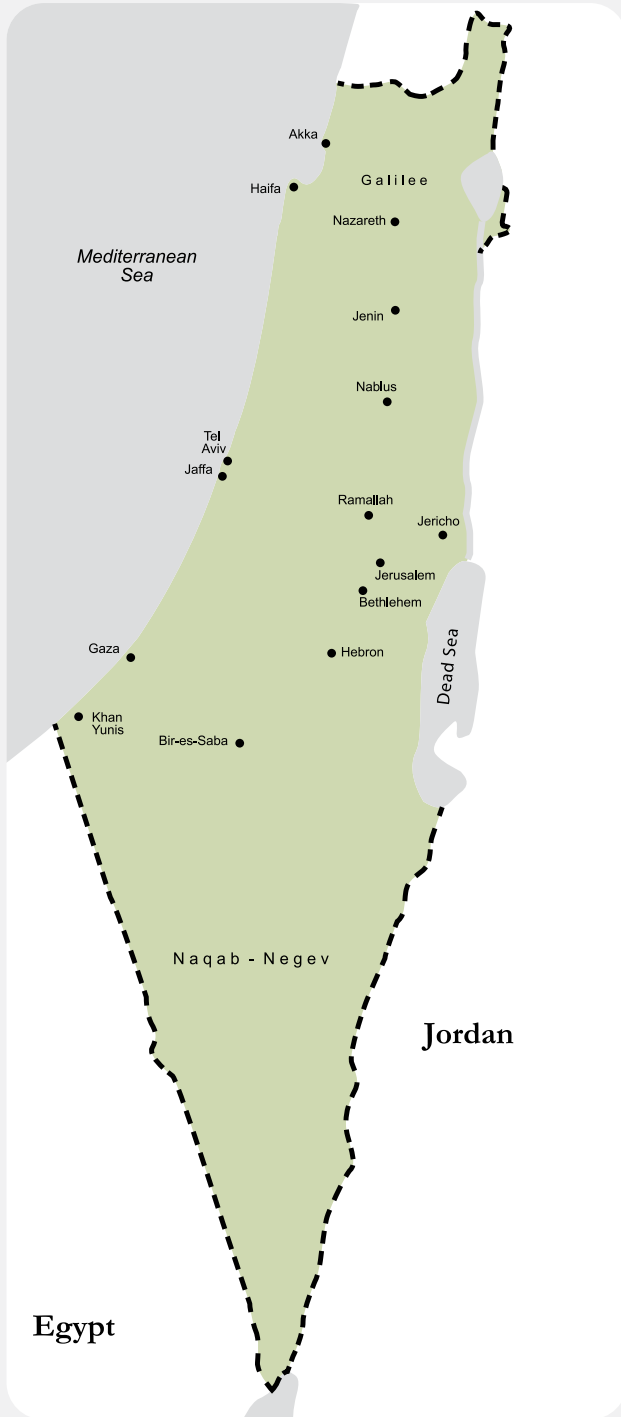 Akka
Galilee
Haifa
Nazareth
Mediterranean
Sea
Jenin
Nablus
Tel
Aviv
Jaffa
Ramallah
Jericho
Jerusalem
Bethlehem
Gaza
Hebron
Dead Sea
Khan
Yunis
Bir-es-Saba
Naqab - Negev
Jordan
Egypt